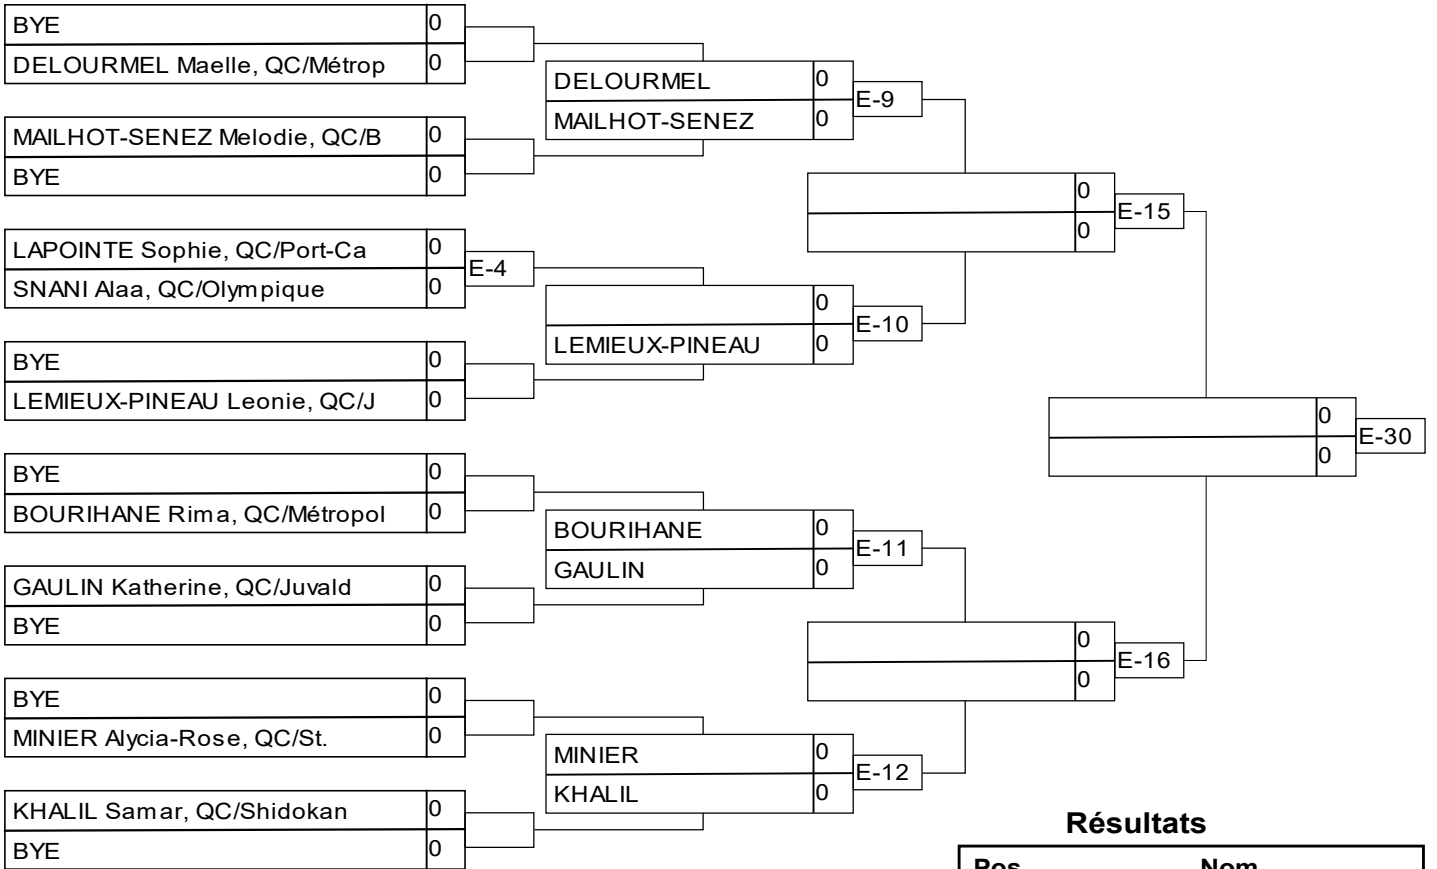 BYE 0
DELOURMEL Maelle, QC/Métrop 0
MAILHOT-SENEZ Melodie, QC/B 0
BYE 0
LAPOINTE Sophie, QC/Port-Ca 0
SNANI Alaa, QC/Olympique 0
E-4
BYE 0
LEMIEUX-PINEAU Leonie, QC/J 0
BYE 0
BOURIHANE Rima, QC/Métropol 0
GAULIN Katherine, QC/Juvald 0
BYE 0
BYE 0
MINIER Alycia-Rose, QC/St. 0
KHALIL Samar, QC/Shidokan 0
BYE 0
DELOURMEL 0
MAILHOT-SENEZ 0
E-9
0
LEMIEUX-PINEAU 0
E-10
BOURIHANE 0
GAULIN 0
E-11
MINIER 0
KHALIL 0
E-12
0
0
E-15
0
0
E-16
0
0
E-30
Résultats
Pos Nom